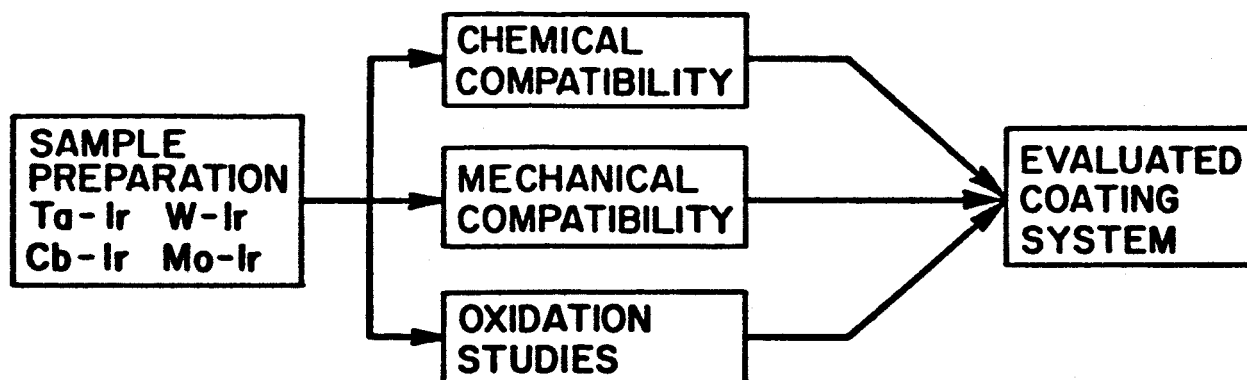 SAMPLE
PREPARATION
Ta-Ir W-Ir
Cb-Ir Mo-Ir
CHEMICAL
COMPATIBILITY
MECHANICAL
COMPATIBILITY
OXIDATION
STUDIES
EVALUATED
COATING
SYSTEM